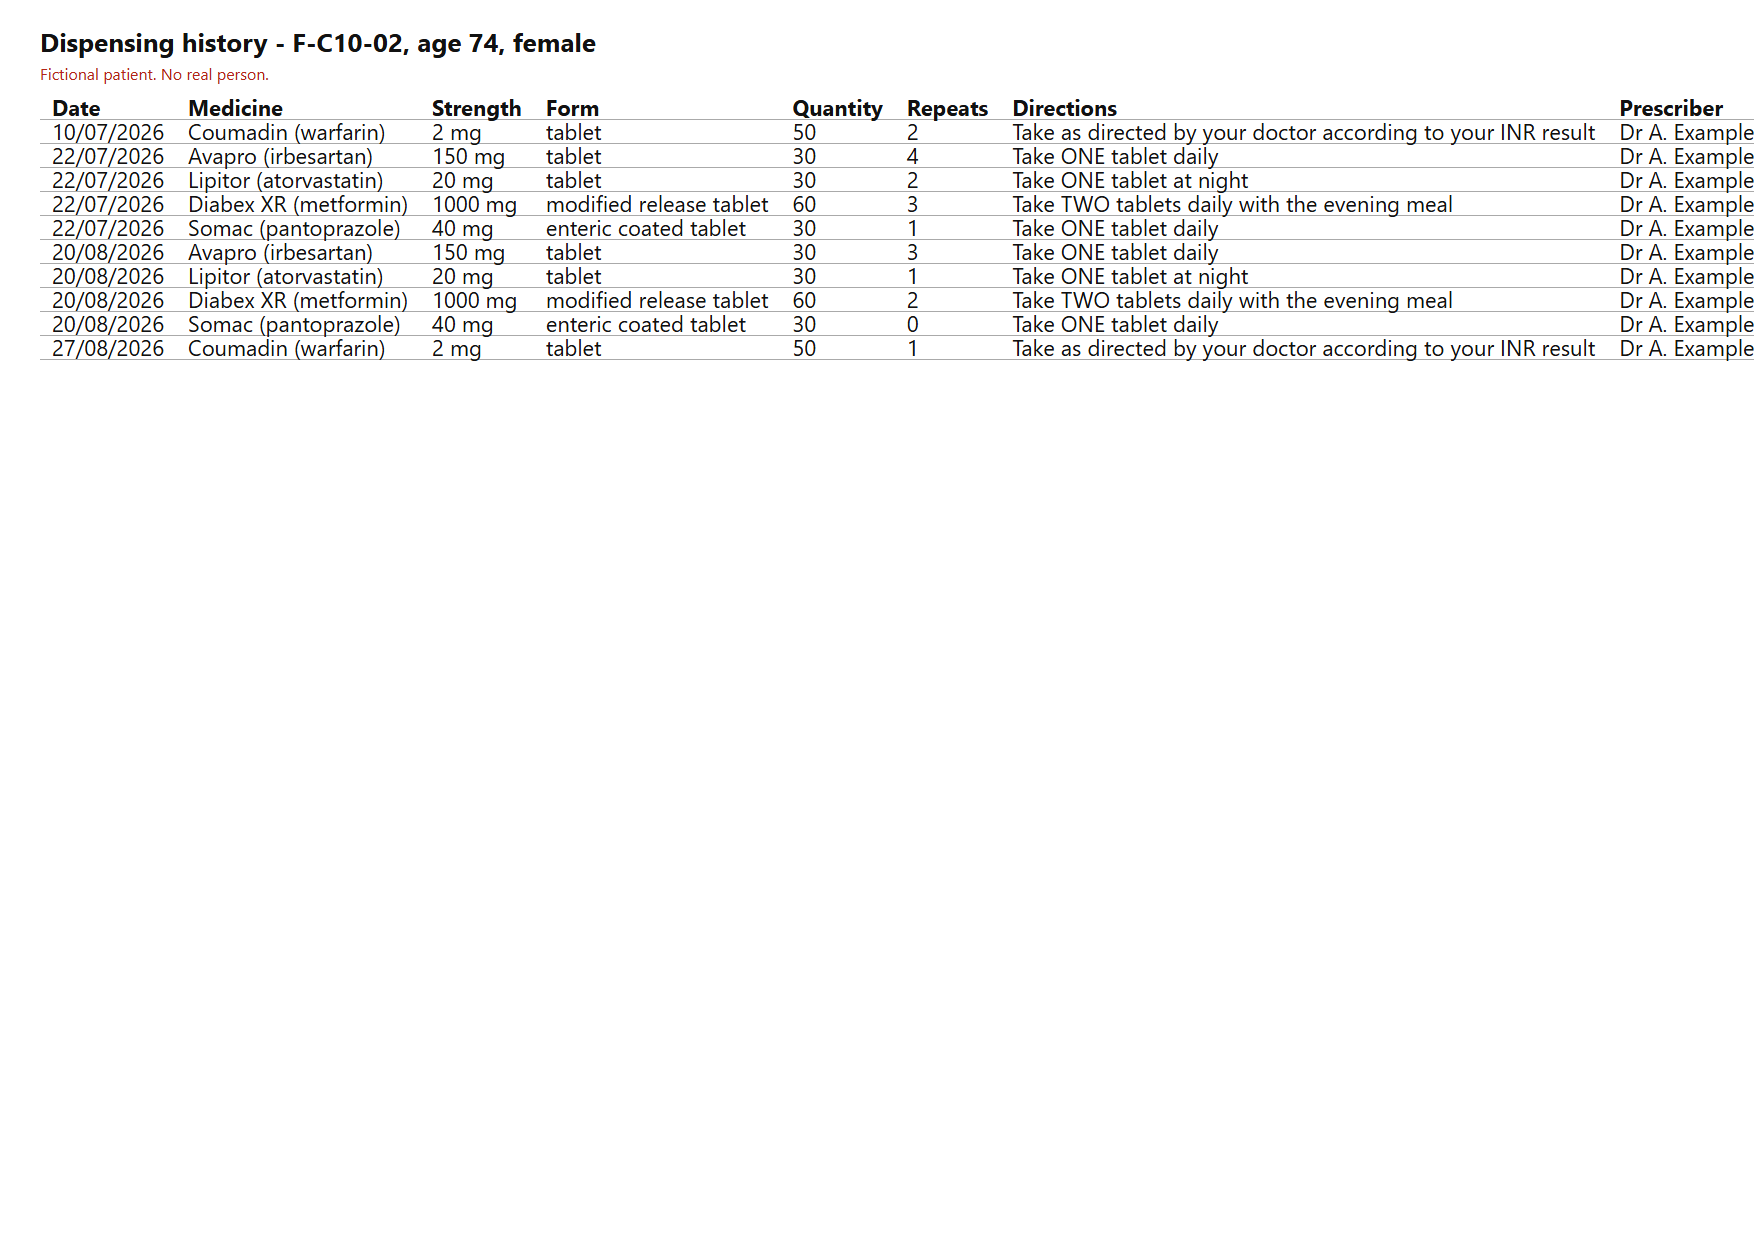 Dispensing history - F-C10-02, age 74, female
Fictional patient. No real person.
Date Medicine Strength Form Quantity Repeats Directions Prescriber
10/07/2026 Coumadin (warfarin) 2 mg tablet 50 2 Take as directed by your doctor according to your INR result Dr A. Example
22/07/2026 Avapro (irbesartan) 150 mg tablet 30 4 Take ONE tablet daily Dr A. Example
22/07/2026 Lipitor (atorvastatin) 20 mg tablet 30 2 Take ONE tablet at night Dr A. Example
22/07/2026 Diabex XR (metformin) 1000 mg modified release tablet 60 3 Take TWO tablets daily with the evening meal Dr A. Example
22/07/2026 Somac (pantoprazole) 40 mg enteric coated tablet 30 1 Take ONE tablet daily Dr A. Example
20/08/2026 Avapro (irbesartan) 150 mg tablet 30 3 Take ONE tablet daily Dr A. Example
20/08/2026 Lipitor (atorvastatin) 20 mg tablet 30 1 Take ONE tablet at night Dr A. Example
20/08/2026 Diabex XR (metformin) 1000 mg modified release tablet 60 2 Take TWO tablets daily with the evening meal Dr A. Example
20/08/2026 Somac (pantoprazole) 40 mg enteric coated tablet 30 0 Take ONE tablet daily Dr A. Example
27/08/2026 Coumadin (warfarin) 2 mg tablet 50 1 Take as directed by your doctor according to your INR result Dr A. Example